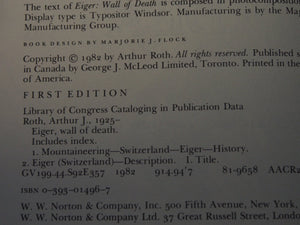 The text of Eiger: Wall of Death is composed in photocompos
Display type is Typositor Windsor. Manufacturing is by the Ma
Manufacturing Group.
BOOK DESIGN BY MARJORIE J. FLOCK
Copyright © 1982 by Arthur Roth. All rights reserved. Published s
in Canada by George J. McLeod Limited, Toronto. Printed in the
of America.
FIRST EDITION
Library of Congress Cataloging in Publication Data
Roth, Arthur J., 1925–
Eiger, wall of death.
Includes index.
1. Mountaineering—Switzerland—Eiger—History.
2. Eiger (Switzerland)—Description. I. Title.
GV199.44.S92E357 1982 914.94'7 81-9658 AACR2
ISBN 0-393-01496-7
W. W. Norton & Company, Inc. 500 Fifth Avenue, New York,
W. W. Norton & Company Ltd. 37 Great Russell Street, Londo